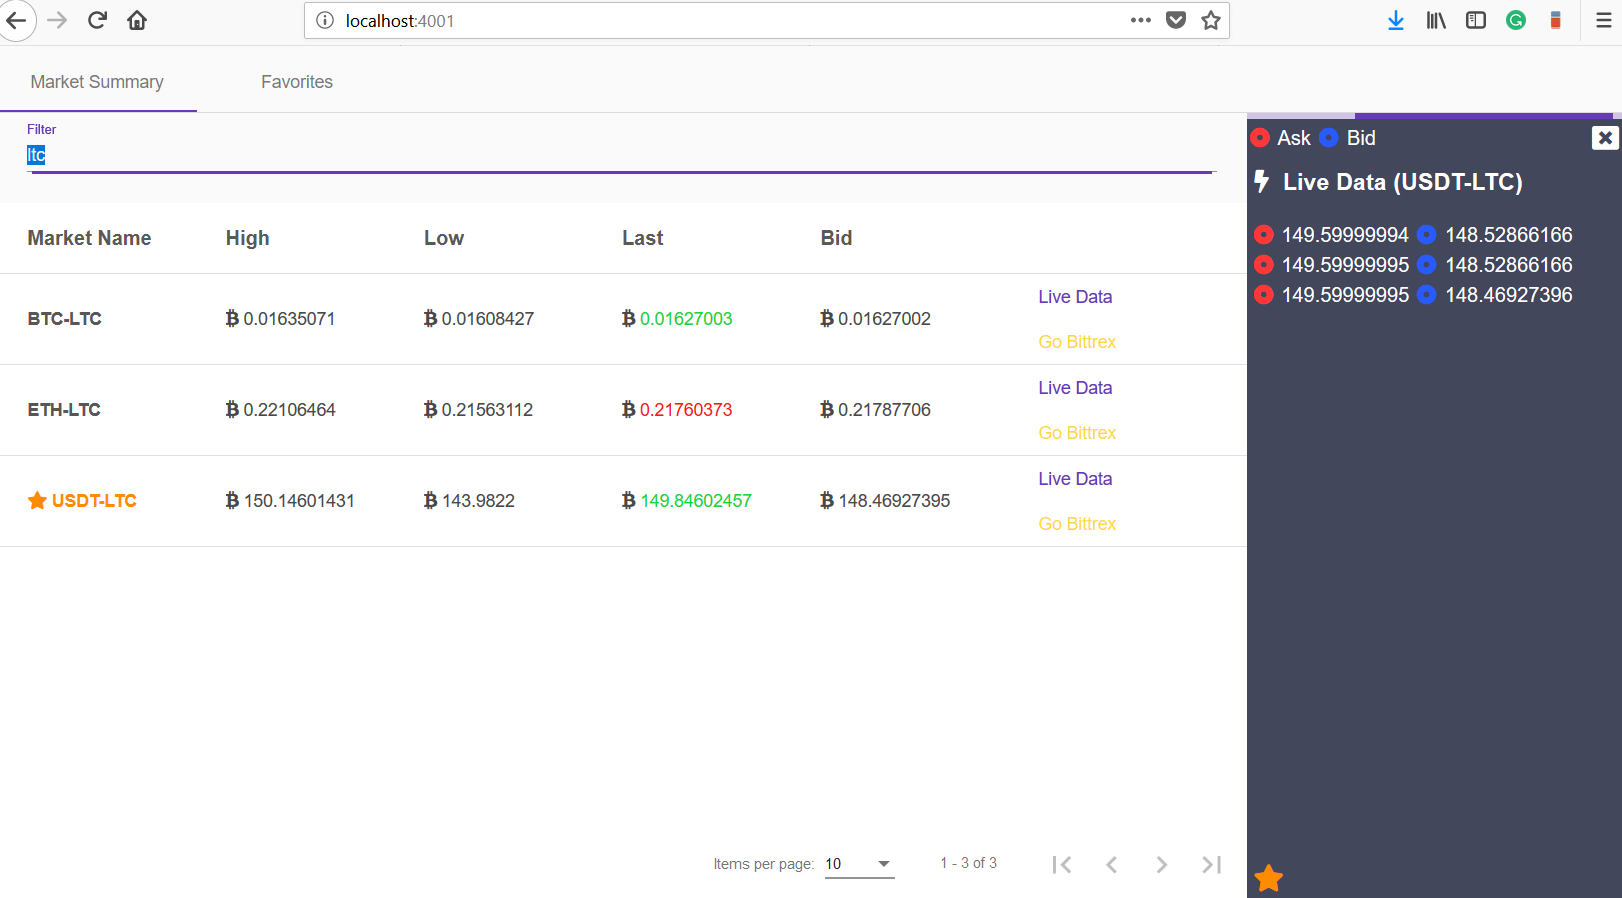 localhost:4001
Market Summary Favorites
Filter
ltc
Market Name High Low Last Bid
BTC-LTC 0.01635071 0.01608427 0.01627003 0.01627002 Live Data
Go Bittrex
ETH-LTC 0.22106464 0.21563112 0.21760373 0.21787706 Live Data
Go Bittrex
USDT-LTC 150.14601431 143.9822 149.84602457 148.46927395 Live Data
Go Bittrex
Items per page: 10 1 - 3 of 3
Ask Bid
Live Data (USDT-LTC)
149.59999994 148.52866166
149.59999995 148.52866166
149.59999995 148.46927396